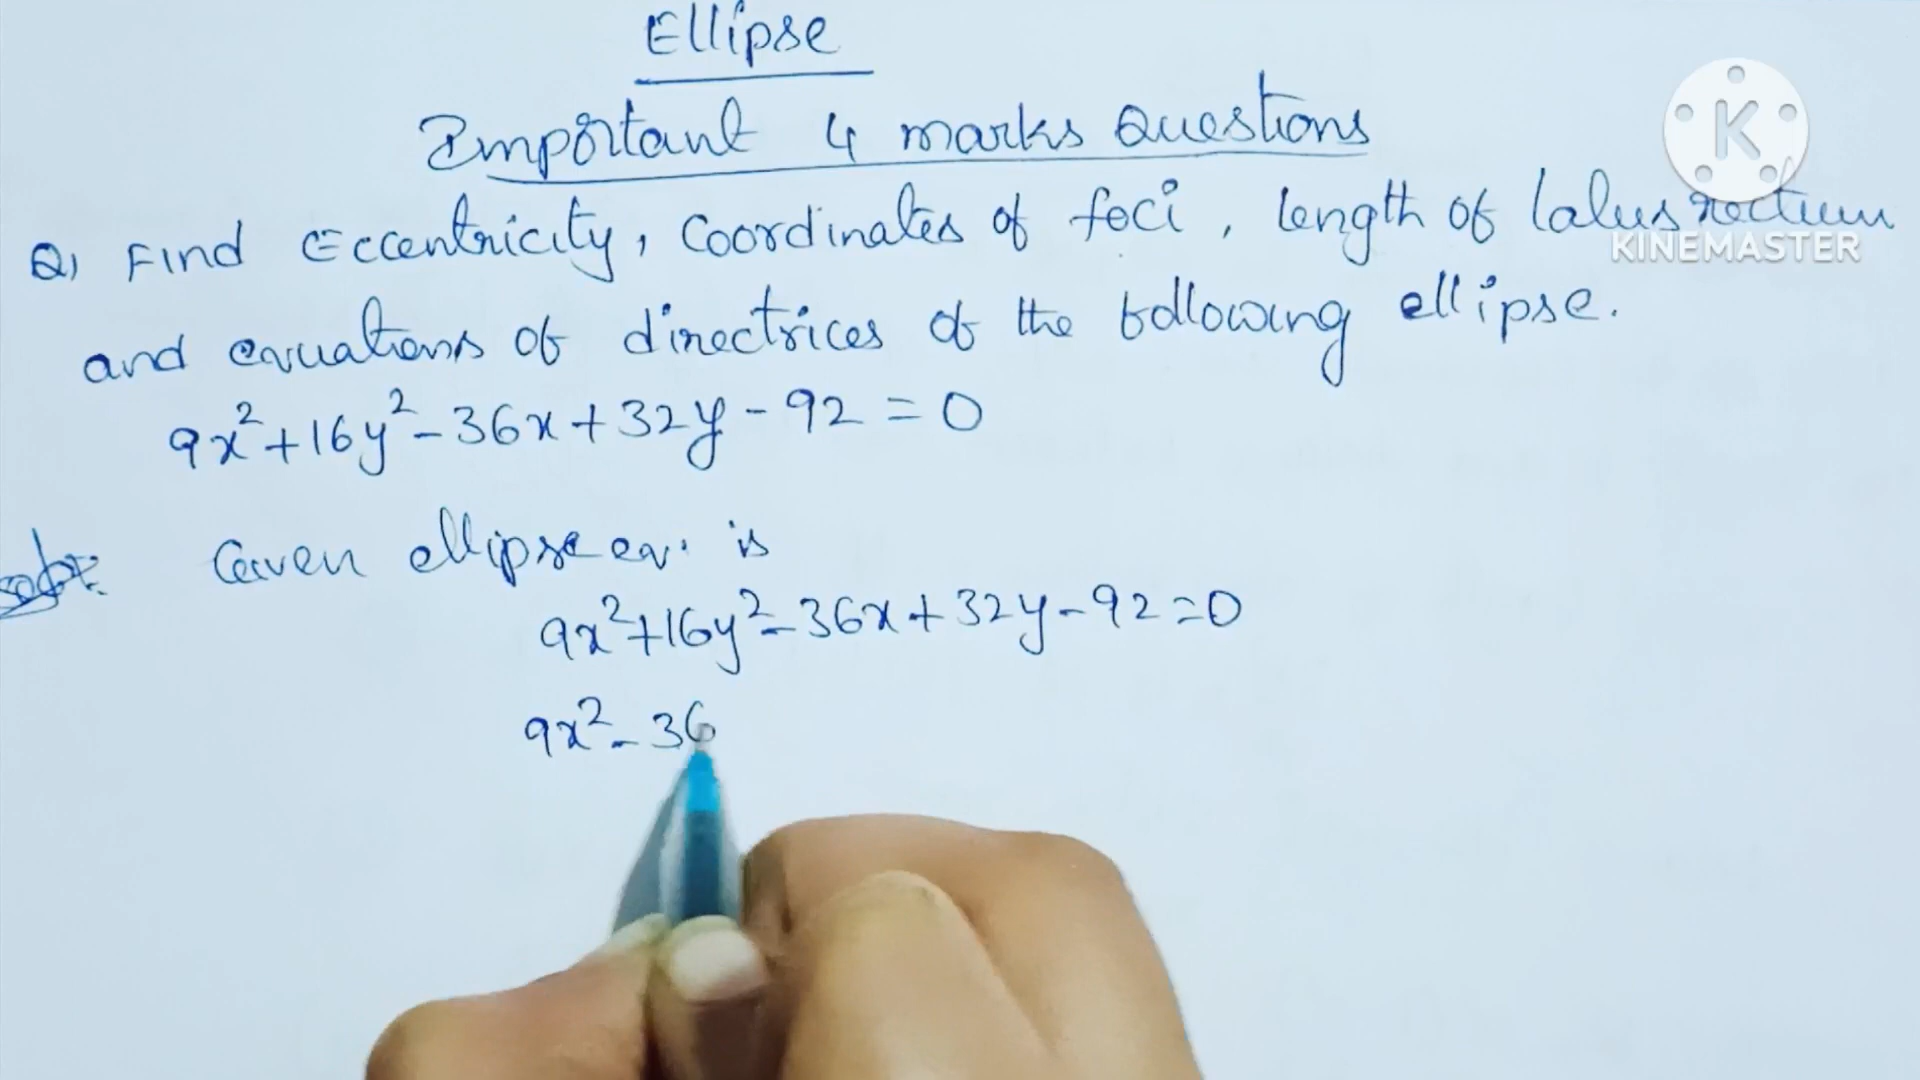 Ellipse
Important 4 marks Questions
Q1 Find Eccentricity, Coordinates of foci, length of latus rectum
KINEMASTER
and equations of directrices of the following ellipse.
9x²+16y²-36x+32y-92=0
Given ellipse eq. is
9x²+16y²-36x+32y-92=0
9x²-36